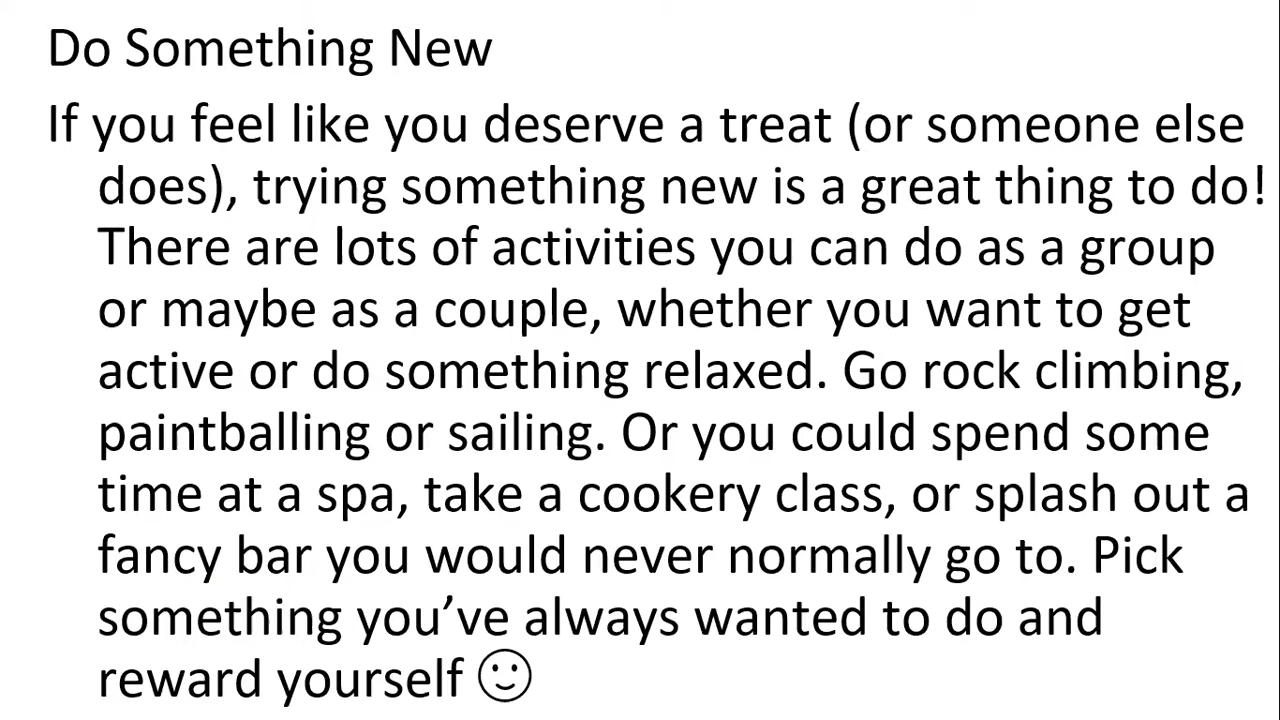 Do Something New
If you feel like you deserve a treat (or someone else
does), trying something new is a great thing to do!
There are lots of activities you can do as a group
or maybe as a couple, whether you want to get
active or do something relaxed. Go rock climbing,
paintballing or sailing. Or you could spend some
time at a spa, take a cookery class, or splash out a
fancy bar you would never normally go to. Pick
something you’ve always wanted to do and
reward yourself ☺